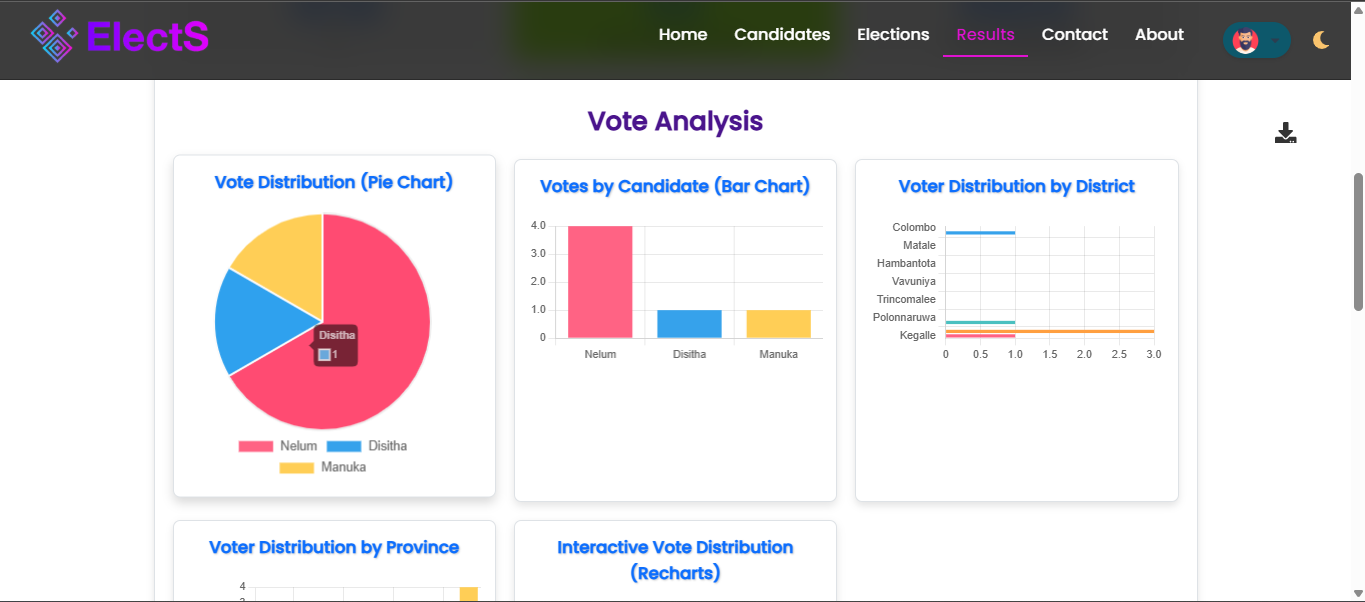 ElectS
Home Candidates Elections Results Contact About
Vote Analysis
Vote Distribution (Pie Chart)
Disitha
1
Nelum Disitha
Manuka
Votes by Candidate (Bar Chart)
4.0
3.0
2.0
1.0
0
Nelum Disitha Manuka
Voter Distribution by District
Colombo
Matale
Hambantota
Vavuniya
Trincomalee
Polonnaruwa
Kegalle
0 0.5 1.0 1.5 2.0 2.5 3.0
Voter Distribution by Province
4
Interactive Vote Distribution
(Recharts)